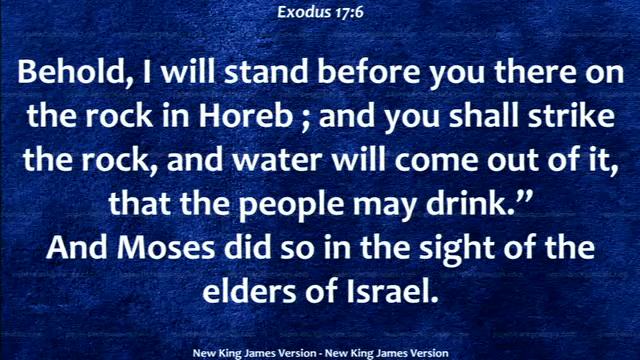 Exodus 17:6
Behold, I will stand before you there on
the rock in Horeb ; and you shall strike
the rock, and water will come out of it,
that the people may drink.”
And Moses did so in the sight of the
elders of Israel.
New King James Version - New King James Version